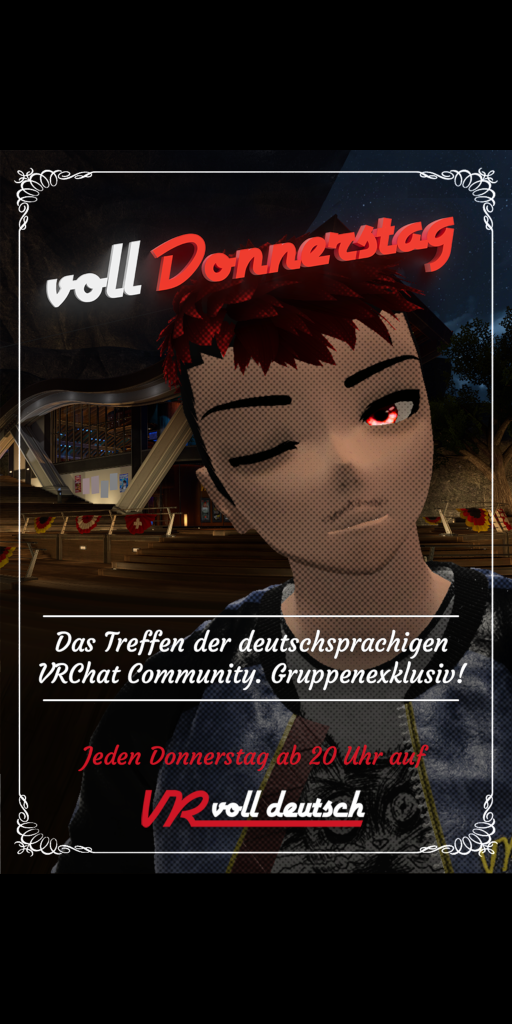 voll Donnerstag
Das Treffen der deutschsprachigen
VRChat Community. Gruppenexklusiv!
Jeden Donnerstag ab 20 Uhr auf
VR voll deutsch